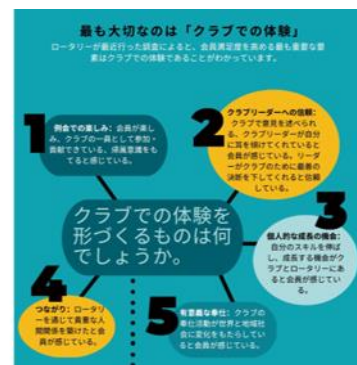 最も大切なのは「クラブでの体験」
ロータリーが最近行った調査によると、会員満足度を高める最も重要な要
素はクラブでの体験であることがわかっています。
1
例会での楽しみ：会員が楽し
み、クラブの一員として参加・
貢献できている、帰属意識をも
てると感じている。
2
クラブリーダーへの信頼：
クラブで意見を述べら
れる、クラブリーダーが自分
に耳を傾けてくれていると
会員が感じている。リーダー
がクラブのために最善の
決断を下してくれると信頼
している。
クラブでの体験を
形づくるものは何
でしょうか。
3
個人的な成長の機会：
自分のスキルを伸ば
し、成長する機会がク
ラブとロータリーにあ
ると会員が感じてい
る。
4
つながり：ロータリ
ーを通じて貴重な人
間関係を築けたと会
員が感じている。
5
有意義な奉仕：クラブの
奉仕活動が世界と地域社
会に変化をもたらしてい
ると会員が感じている。